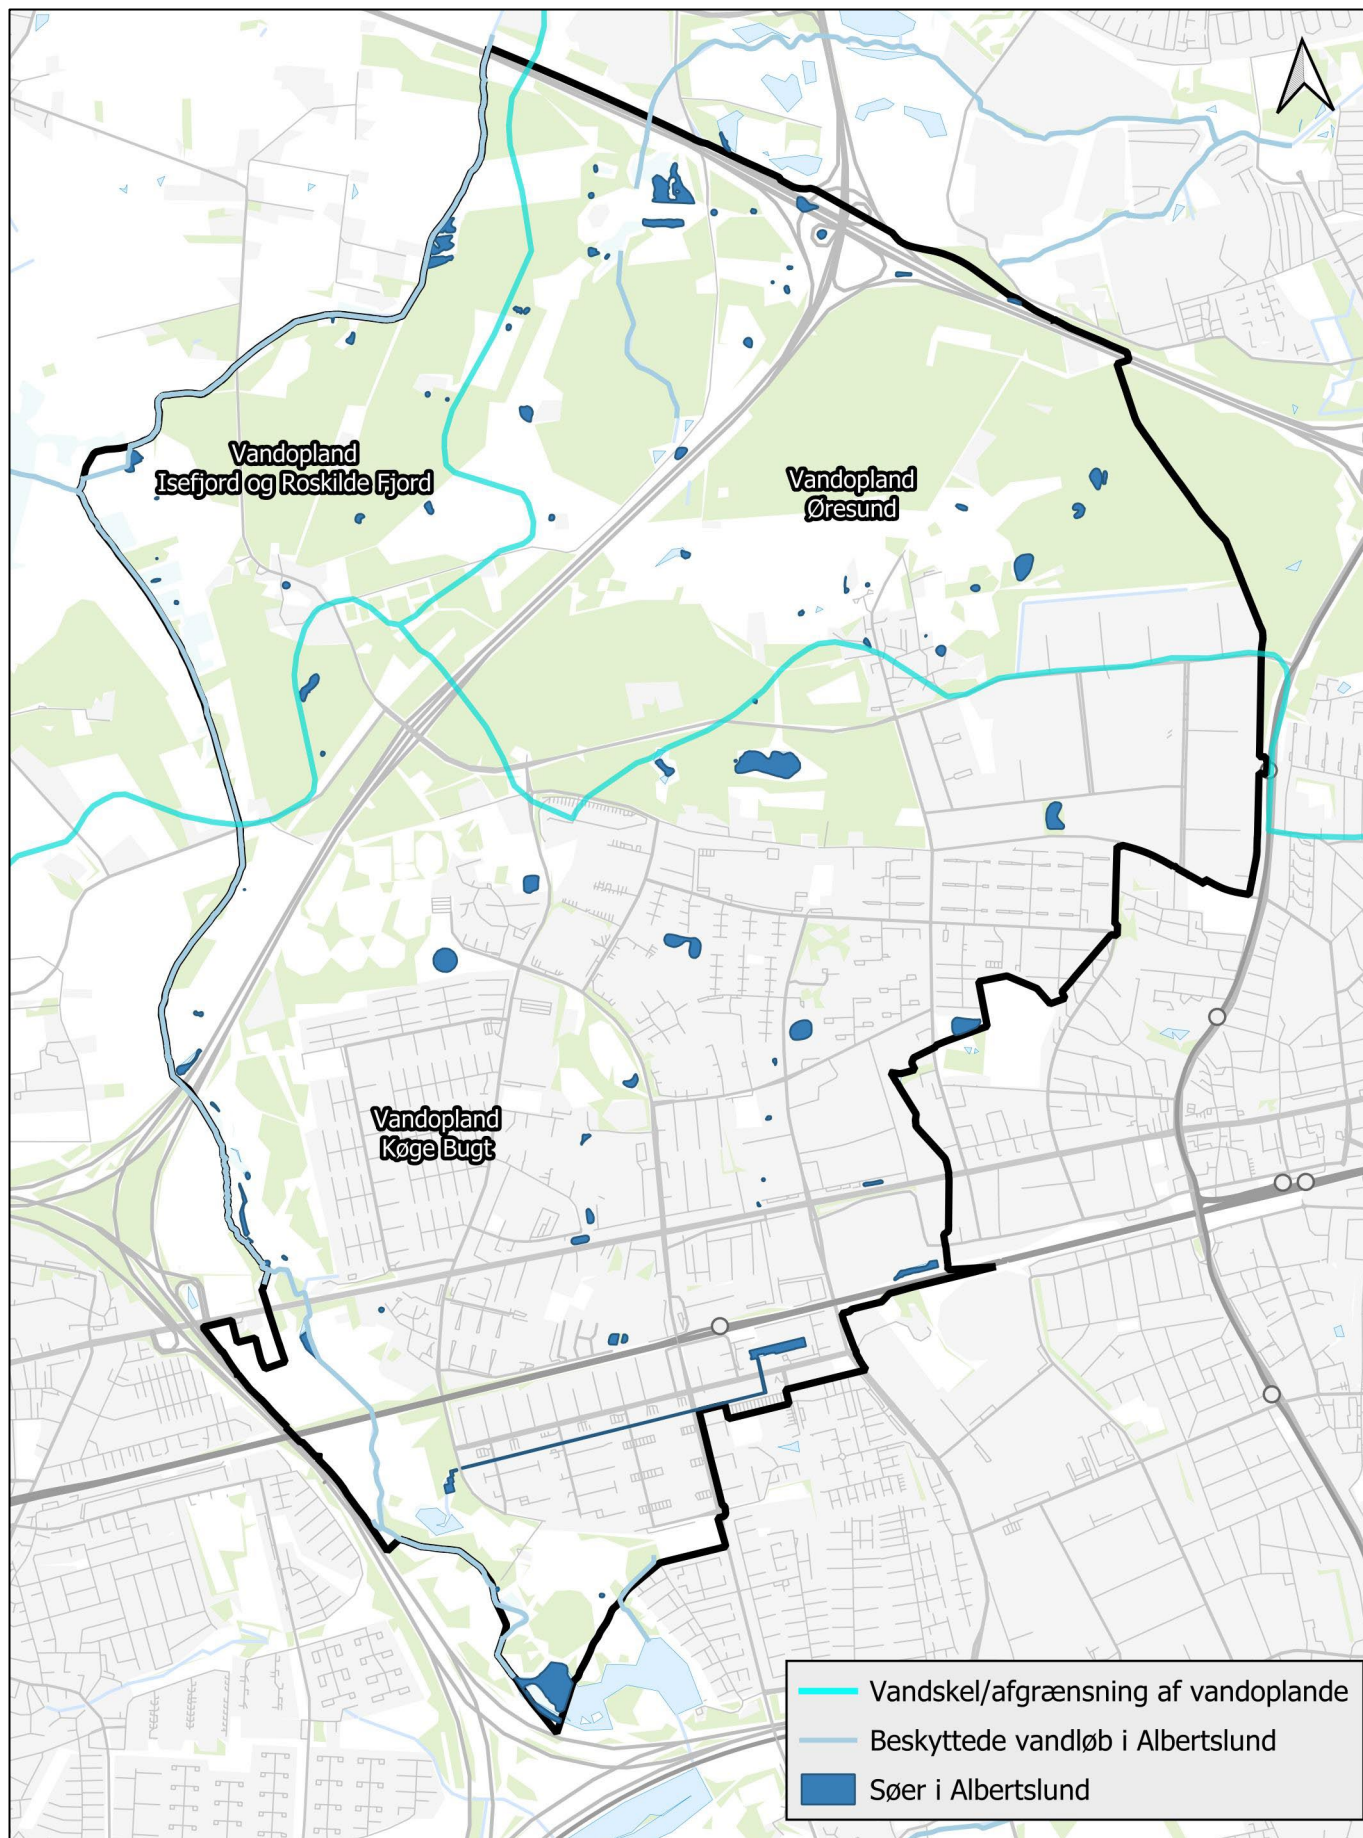 Vandopland
Isefjord og Roskilde Fjord
Vandopland
Øresund
Vandopland
Køge Bugt
Vandskel/afgrænsning af vandoplande
Beskyttede vandløb i Albertslund
Søer i Albertslund